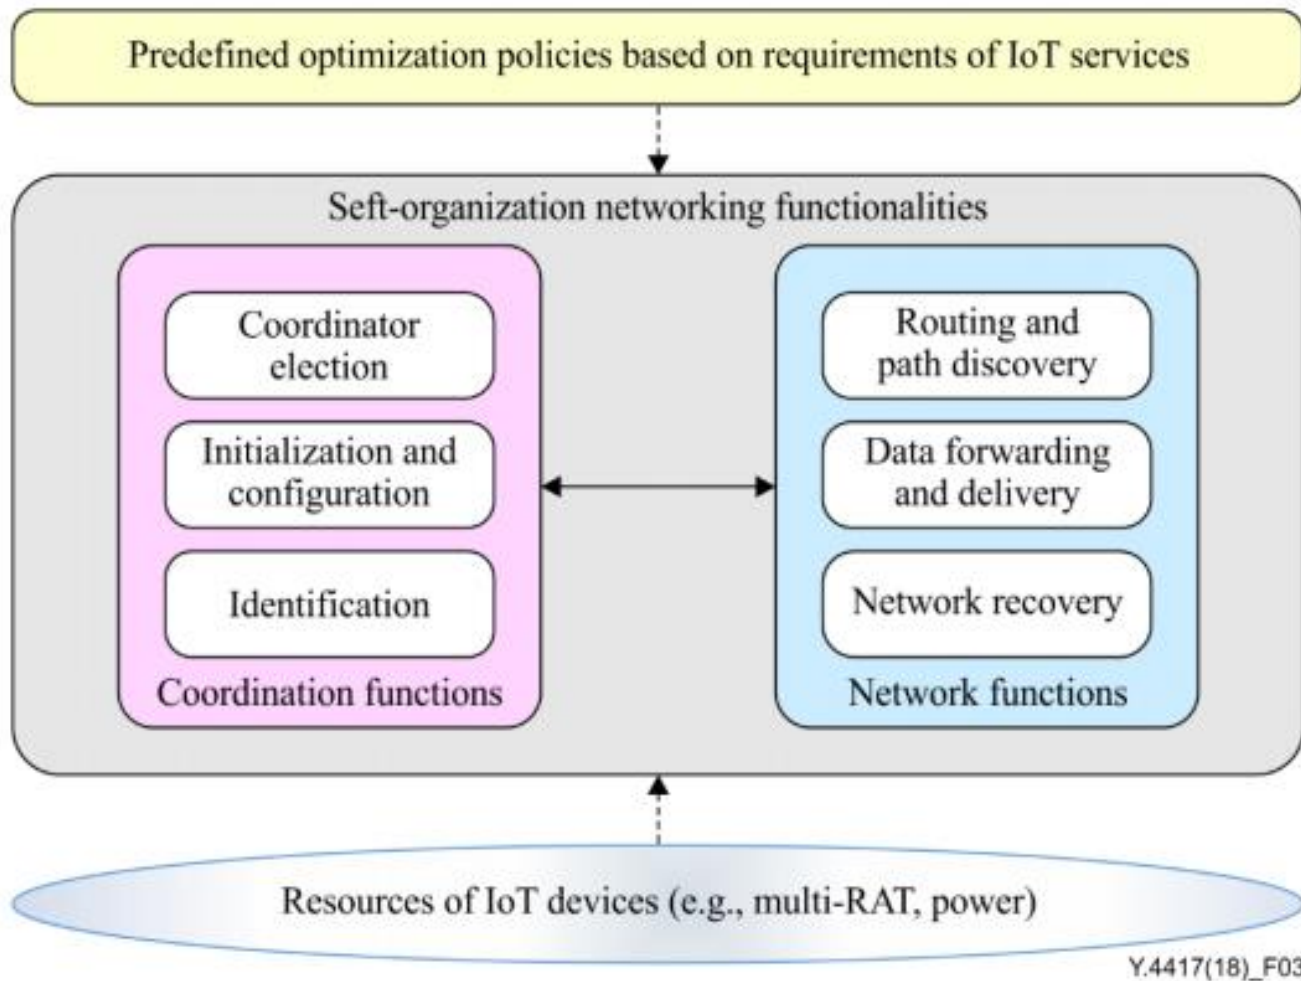 Predefined optimization policies based on requirements of IoT services
Seft-organization networking functionalities
Coordinator
election
Initialization and
configuration
Identification
Coordination functions
Routing and
path discovery
Data forwarding
and delivery
Network recovery
Network functions
Resources of IoT devices (e.g., multi-RAT, power)
Y.4417(18)_F03